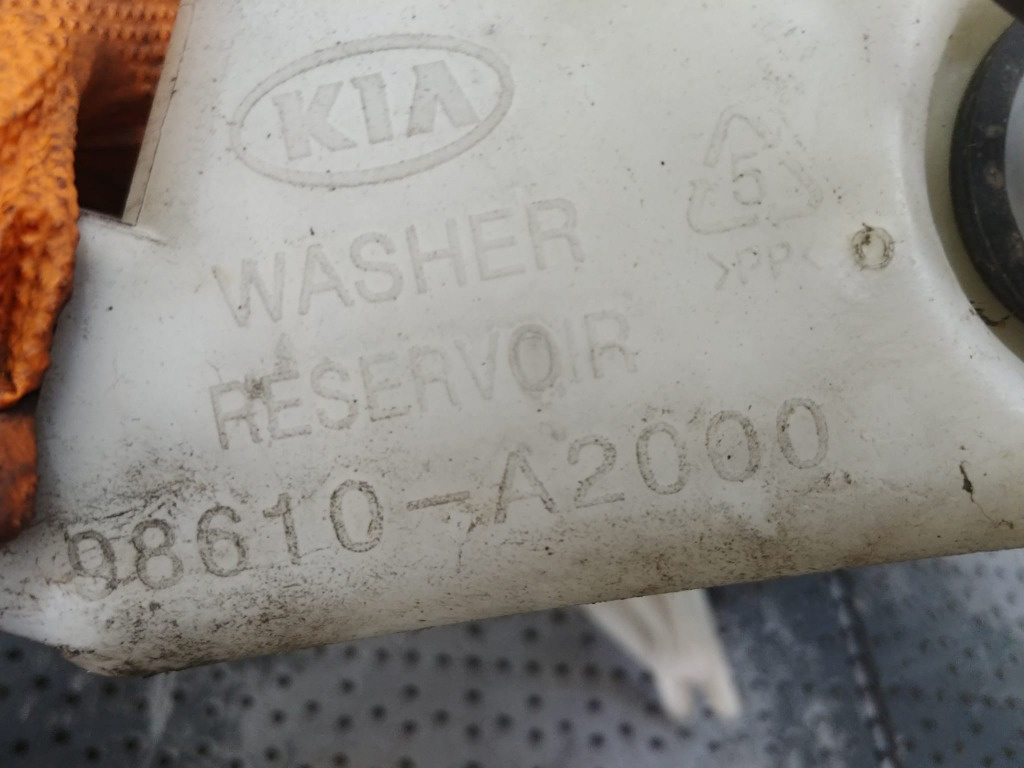 KIA
WASHER
RESERVOIR
98610-A2000
5
>PP<